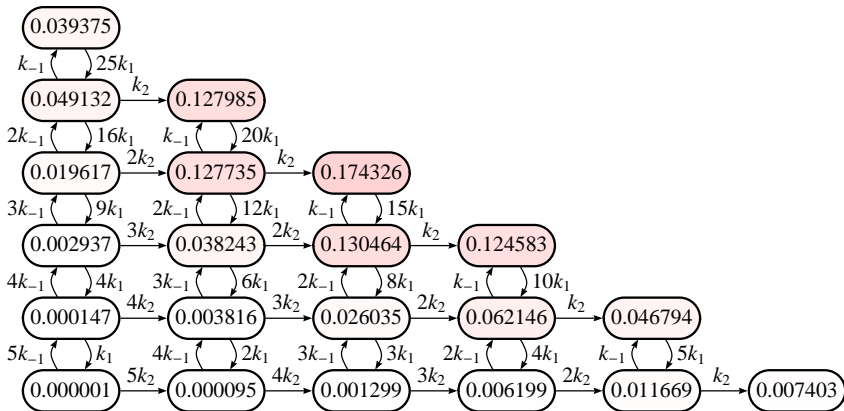 0.039375
k₋₁ 25k₁
0.049132 k₂ 0.127985
2k₋₁ 16k₁ k₋₁ 20k₁
0.019617 2k₂ 0.127735 k₂ 0.174326
3k₋₁ 9k₁ 2k₋₁ 12k₁ k₋₁ 15k₁
0.002937 3k₂ 0.038243 2k₂ 0.130464 k₂ 0.124583
4k₋₁ 4k₁ 3k₋₁ 6k₁ 2k₋₁ 8k₁ k₋₁ 10k₁
0.000147 4k₂ 0.003816 3k₂ 0.026035 2k₂ 0.062146 k₂ 0.046794
5k₋₁ k₁ 4k₋₁ 2k₁ 3k₋₁ 3k₁ 2k₋₁ 4k₁ k₋₁ 5k₁
0.000001 5k₂ 0.000095 4k₂ 0.001299 3k₂ 0.006199 2k₂ 0.011669 k₂ 0.007403